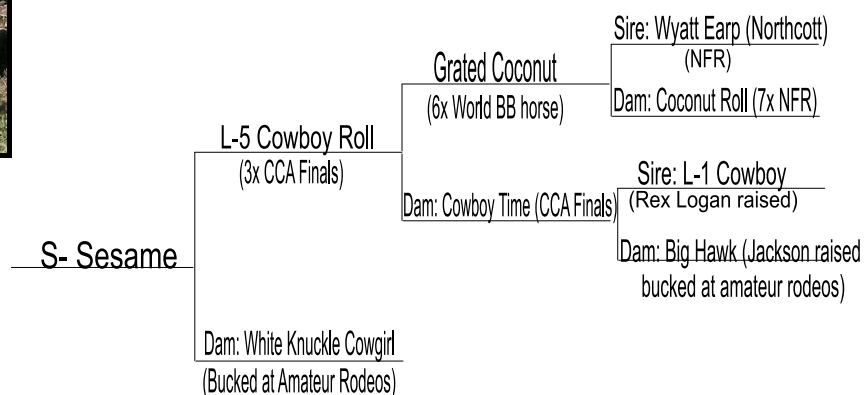 Sire: Wyatt Earp (Northcott)
(NFR)
Grated Coconut
(6x World BB horse)
Dam: Coconut Roll (7x NFR)
L-5 Cowboy Roll
(3x CCA Finals)
Sire: L-1 Cowboy
(Rex Logan raised)
Dam: Cowboy Time (CCA Finals)
S- Sesame
Dam: Big Hawk (Jackson raised
bucked at amateur rodeos)
Dam: White Knuckle Cowgirl
(Bucked at Amateur Rodeos)